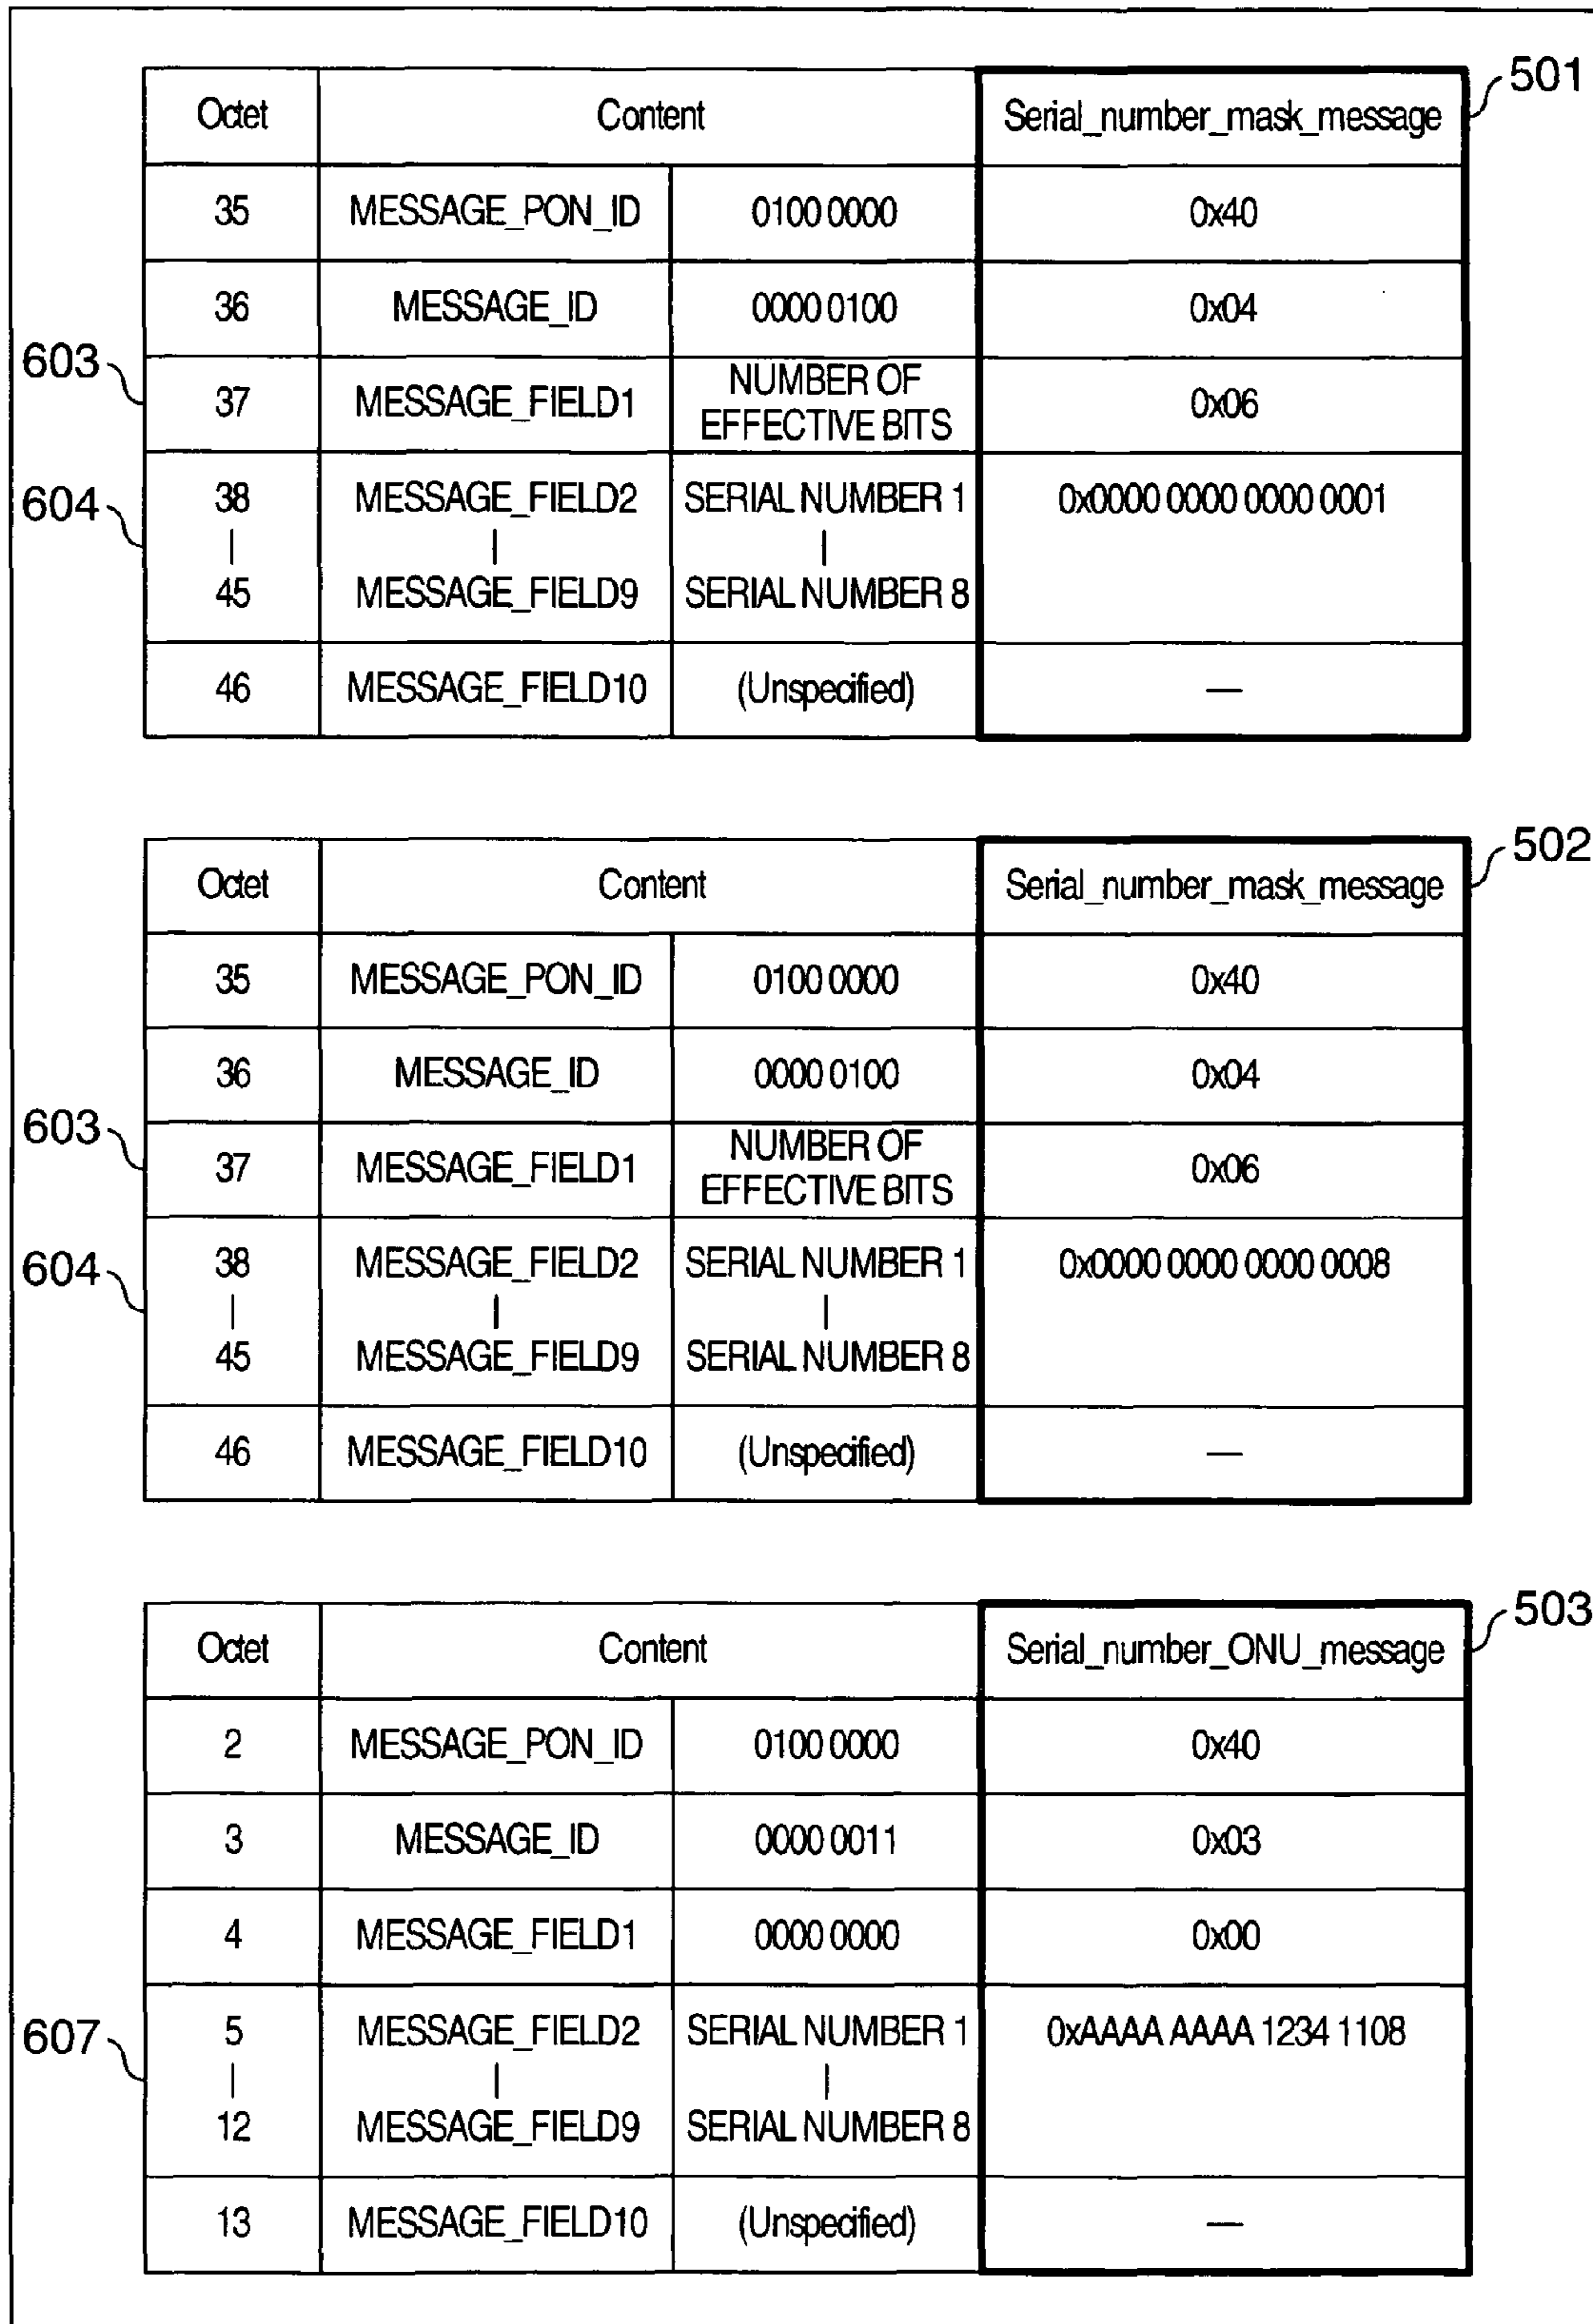 501
Octet Content Serial_number_mask_message
35 MESSAGE_PON_ID 0100 0000 0x40
36 MESSAGE_ID 0000 0100 0x04
603
37 MESSAGE_FIELD1 NUMBER OF EFFECTIVE BITS 0x06
604
38 MESSAGE_FIELD2 SERIAL NUMBER 1 0x0000 0000 0000 0001
| | |
45 MESSAGE_FIELD9 SERIAL NUMBER 8
46 MESSAGE_FIELD10 (Unspecified) —
502
Octet Content Serial_number_mask_message
35 MESSAGE_PON_ID 0100 0000 0x40
36 MESSAGE_ID 0000 0100 0x04
603
37 MESSAGE_FIELD1 NUMBER OF EFFECTIVE BITS 0x06
604
38 MESSAGE_FIELD2 SERIAL NUMBER 1 0x0000 0000 0000 0008
| | |
45 MESSAGE_FIELD9 SERIAL NUMBER 8
46 MESSAGE_FIELD10 (Unspecified) —
503
Octet Content Serial_number_ONU_message
2 MESSAGE_PON_ID 0100 0000 0x40
3 MESSAGE_ID 0000 0011 0x03
4 MESSAGE_FIELD1 0000 0000 0x00
607
5 MESSAGE_FIELD2 SERIAL NUMBER 1 0xAAAA AAAA 1234 1108
| | |
12 MESSAGE_FIELD9 SERIAL NUMBER 8
13 MESSAGE_FIELD10 (Unspecified) —